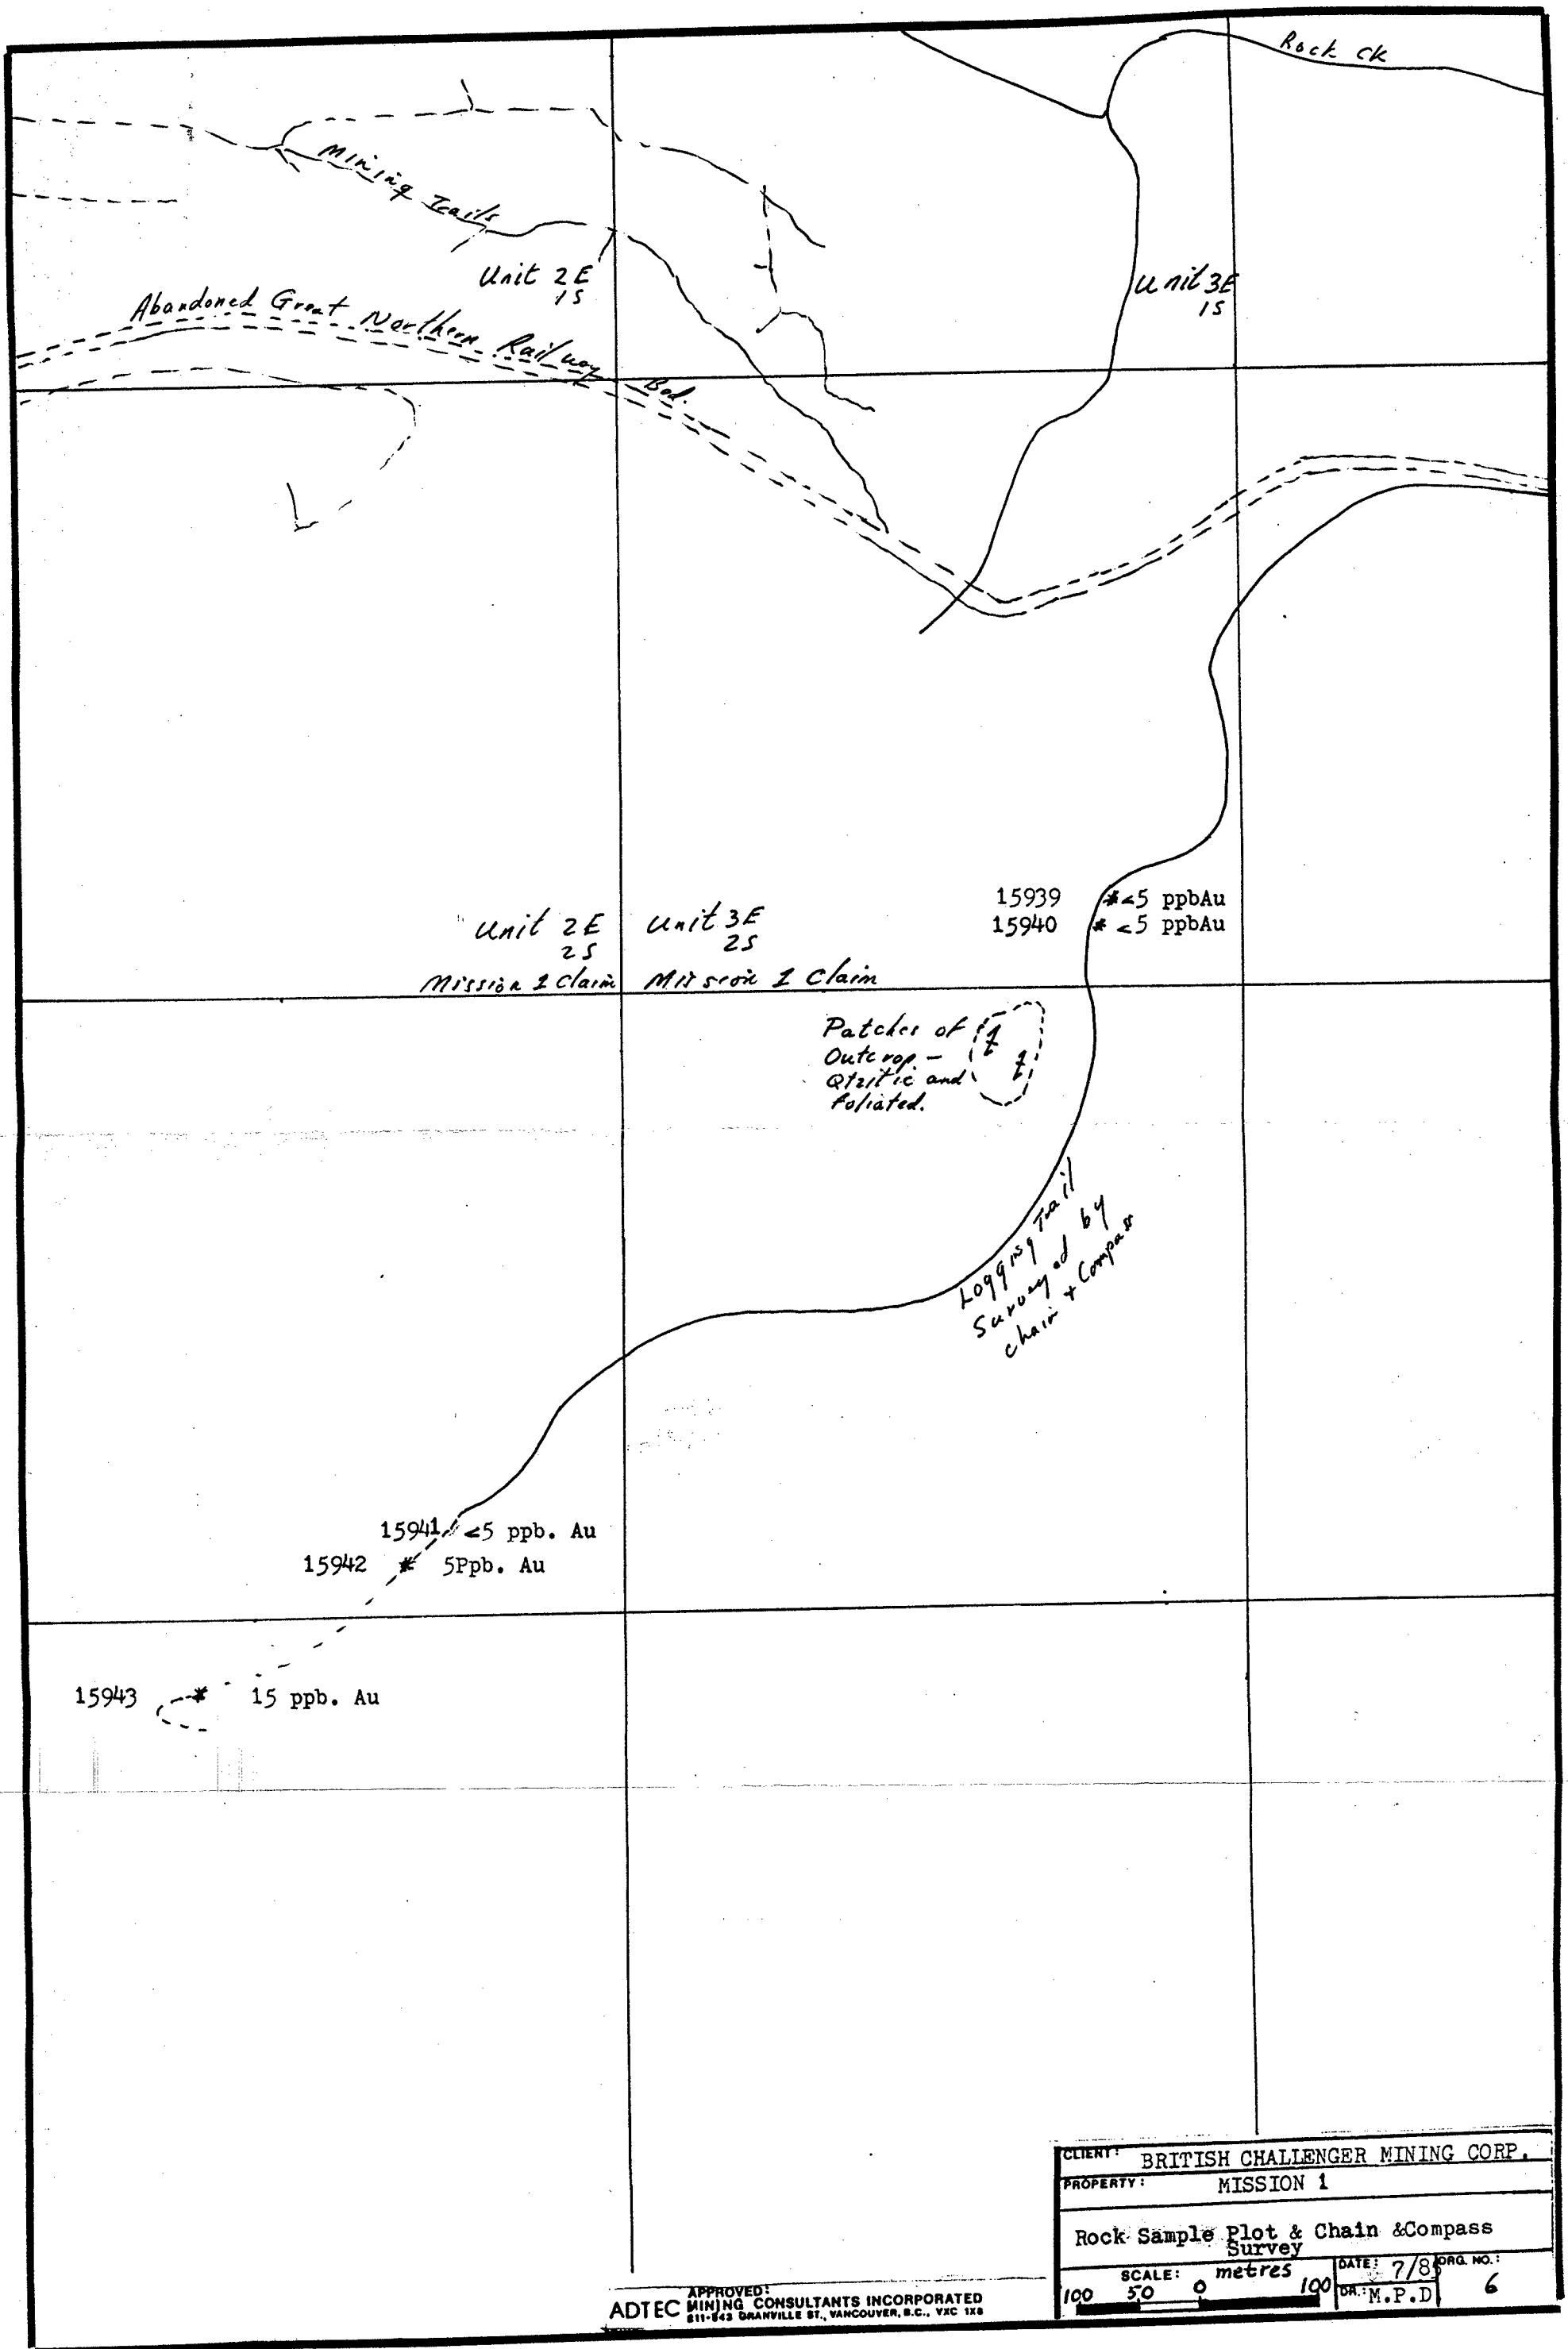 Rock Ck
Mining Trails
Unit 2E
1S
Unit 3E
1S
Abandoned Great Northern Railway Bed.
15939 *<5 ppbAu
15940 * <5 ppbAu
Unit 2E
2S
Mission 1 Claim
Unit 3E
2S
Mission 1 Claim
Patches of
Outcrop -
Qtzitic and
foliated.
Logging Trail
Surveyed by
chain + Compass
15941 <5 ppb. Au
15942 * 5Ppb. Au
15943 * 15 ppb. Au
CLIENT: BRITISH CHALLENGER MINING CORP.
PROPERTY: MISSION 1
Rock Sample Plot & Chain &Compass
Survey
SCALE: metres
100 50 0 100
DATE: 7/8
DR.: M.P.D
DRG. NO.:
6
APPROVED:
ADTEC MINING CONSULTANTS INCORPORATED
GRANVILLE ST., VANCOUVER, B.C.,